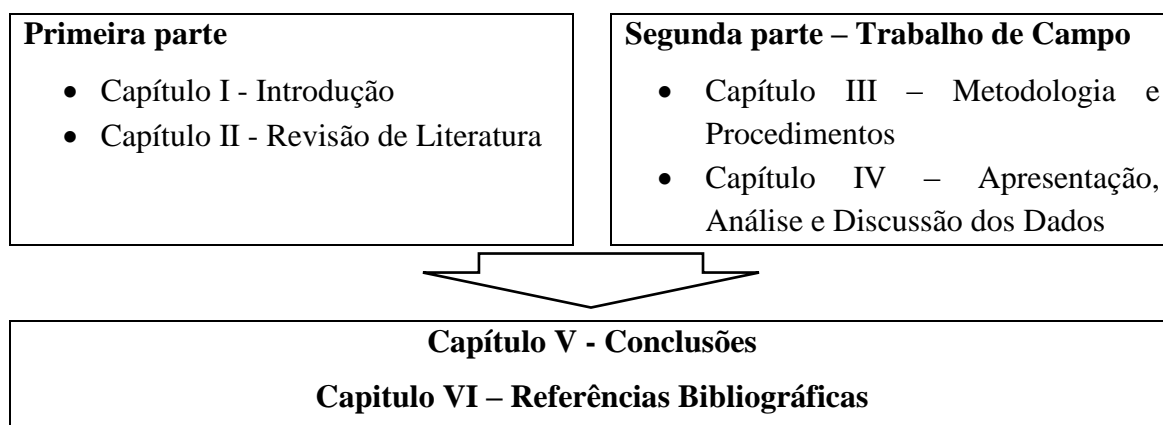 Primeira parte
• Capítulo I - Introdução
• Capítulo II - Revisão de Literatura
Segunda parte – Trabalho de Campo
• Capítulo III – Metodologia e
Procedimentos
• Capítulo IV – Apresentação,
Análise e Discussão dos Dados
Capítulo V - Conclusões
Capitulo VI – Referências Bibliográficas